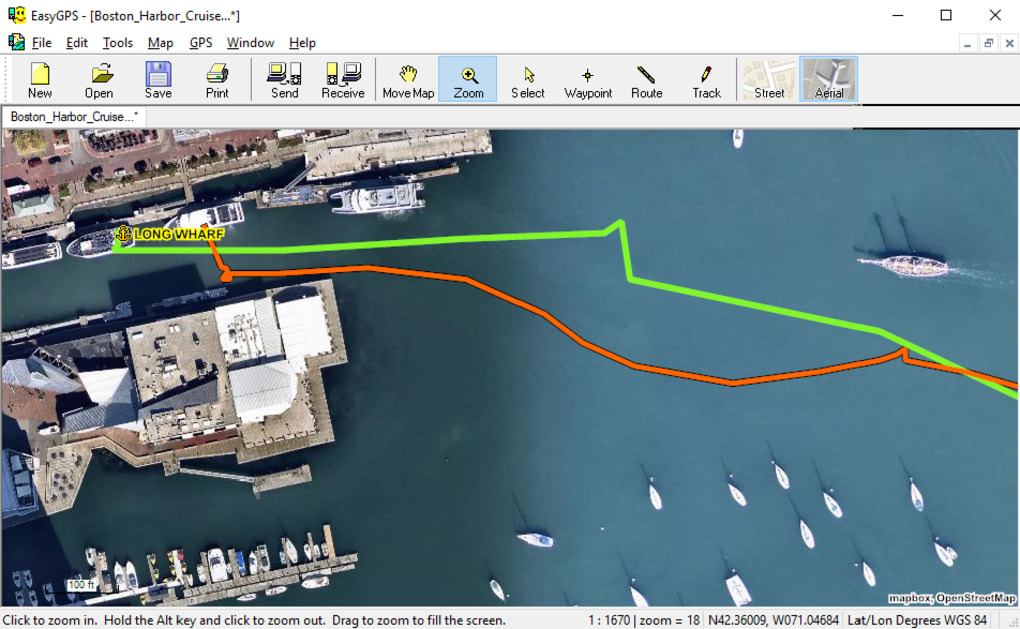 EasyGPS - [Boston_Harbor_Cruise...*]
File Edit Tools Map GPS Window Help
New Open Save Print Send Receive Move Map Zoom Select Waypoint Route Track Street Aerial
Boston_Harbor_Cruise...*
LONG WHARF
100 ft
mapbox, OpenStreetMap
Click to zoom in. Hold the Alt key and click to zoom out. Drag to zoom to fill the screen. 1 : 1670 | zoom = 18 N42.36009, W071.04684 Lat/Lon Degrees WGS 84